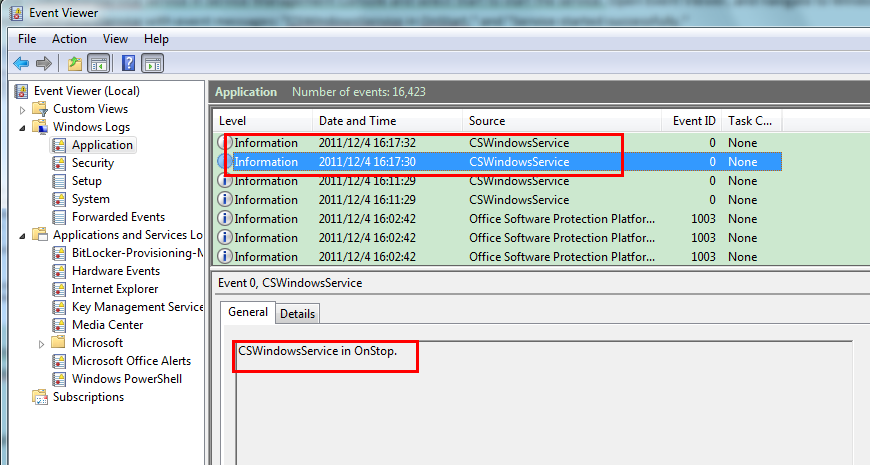 Event Viewer
File Action View Help
Event Viewer (Local)
Custom Views
Windows Logs
Application
Security
Setup
System
Forwarded Events
Applications and Services Lo
BitLocker-Provisioning-M
Hardware Events
Internet Explorer
Key Management Service
Media Center
Microsoft
Microsoft Office Alerts
Windows PowerShell
Subscriptions
Application Number of events: 16,423
Level Date and Time Source Event ID Task C...
Information 2011/12/4 16:17:32 CSWindowsService 0 None
Information 2011/12/4 16:17:30 CSWindowsService 0 None
Information 2011/12/4 16:11:29 CSWindowsService 0 None
Information 2011/12/4 16:11:29 CSWindowsService 0 None
Information 2011/12/4 16:02:42 Office Software Protection Platfor... 1003 None
Information 2011/12/4 16:02:42 Office Software Protection Platfor... 1003 None
Information 2011/12/4 16:02:42 Office Software Protection Platfor... 1003 None
Event 0, CSWindowsService
General Details
CSWindowsService in OnStop.